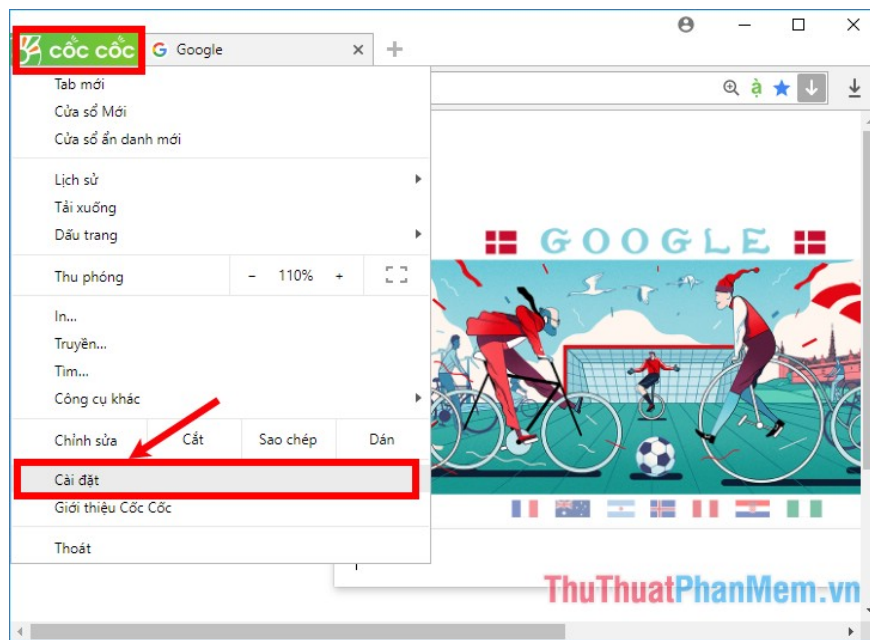 cốc cốc
Google
Tab mới
Cửa sổ Mới
Cửa sổ ẩn danh mới
Lịch sử
Tải xuống
Dấu trang
Thu phóng - 110% +
In...
Truyền...
Tìm...
Công cụ khác
Chỉnh sửa Cắt Sao chép Dán
Cài đặt
Giới thiệu Cốc Cốc
Thoát
ạ̀
GOOGLE
ThuThuatPhanMem.vn